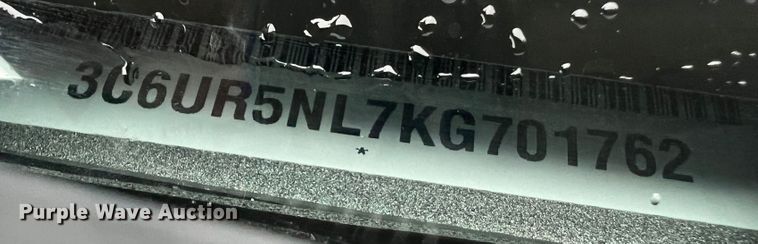 3C6UR5NL7KG701762
Purple Wave Auction